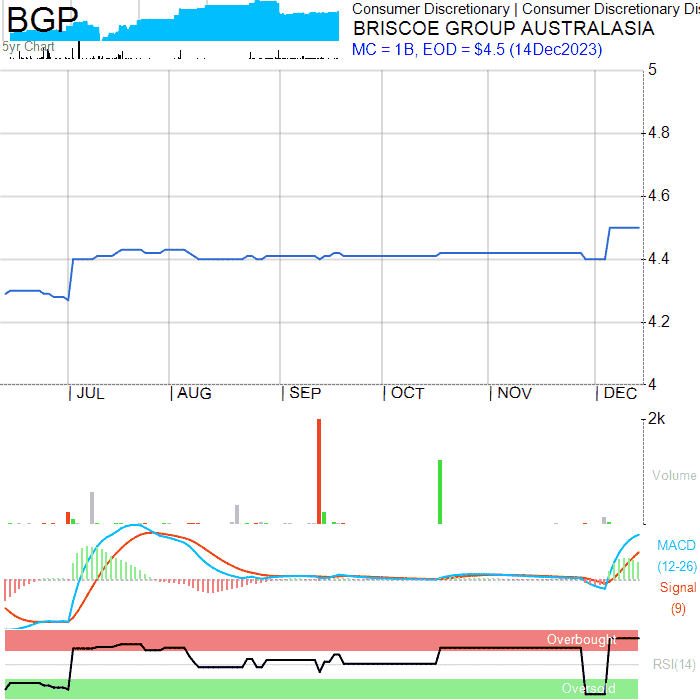 BGP
5yr Chart
Consumer Discretionary | Consumer Discretionary Dis
BRISCOE GROUP AUSTRALASIA
MC = 1B, EOD = $4.5 (14Dec2023)
5
4.8
4.6
4.4
4.2
4
JUL AUG SEP OCT NOV DEC
2k
Volume
MACD
(12-26)
Signal
(9)
Overbought
RSI(14)
Oversold